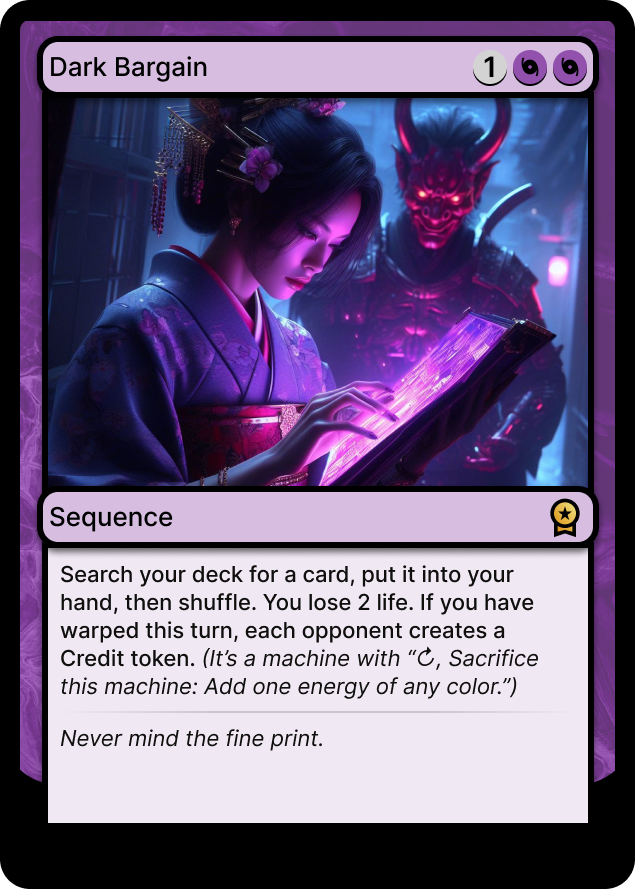 Dark Bargain
1
Sequence
Search your deck for a card, put it into your
hand, then shuffle. You lose 2 life. If you have
warped this turn, each opponent creates a
Credit token. (It’s a machine with “↻, Sacrifice
this machine: Add one energy of any color.”)
Never mind the fine print.